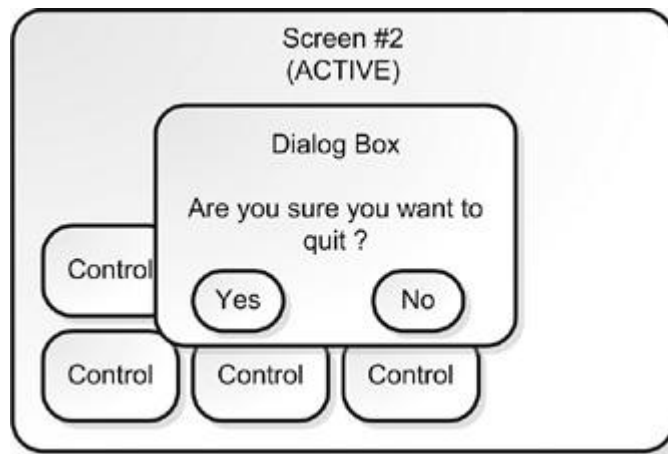 Screen #2
(ACTIVE)
Dialog Box
Are you sure you want to
quit ?
Control
Yes
No
Control
Control
Control